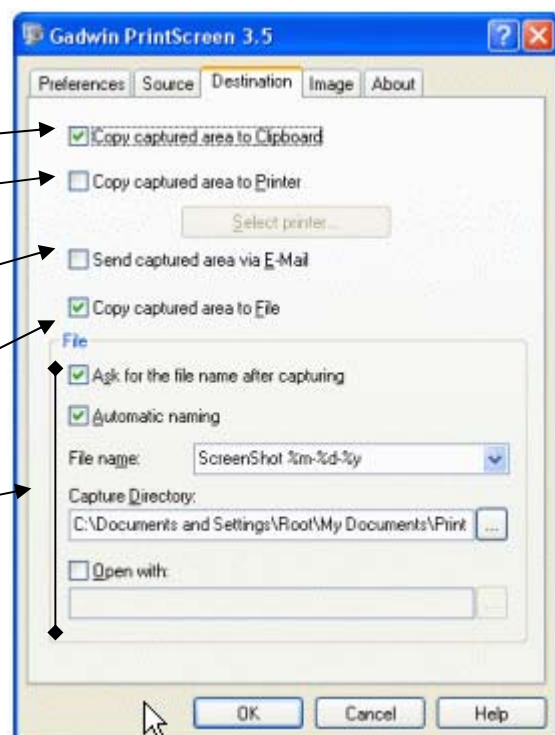 Gadwin PrintScreen 3.5
Preferences Source Destination Image About
Copy captured area to Clipboard
Copy captured area to Printer
Select printer...
Send captured area via E-Mail
Copy captured area to File
File
Ask for the file name after capturing
Automatic naming
File name: ScreenShot %m-%d-%y
Capture Directory:
C:\Documents and Settings\Root\My Documents\Print ...
Open with:
...
OK Cancel Help